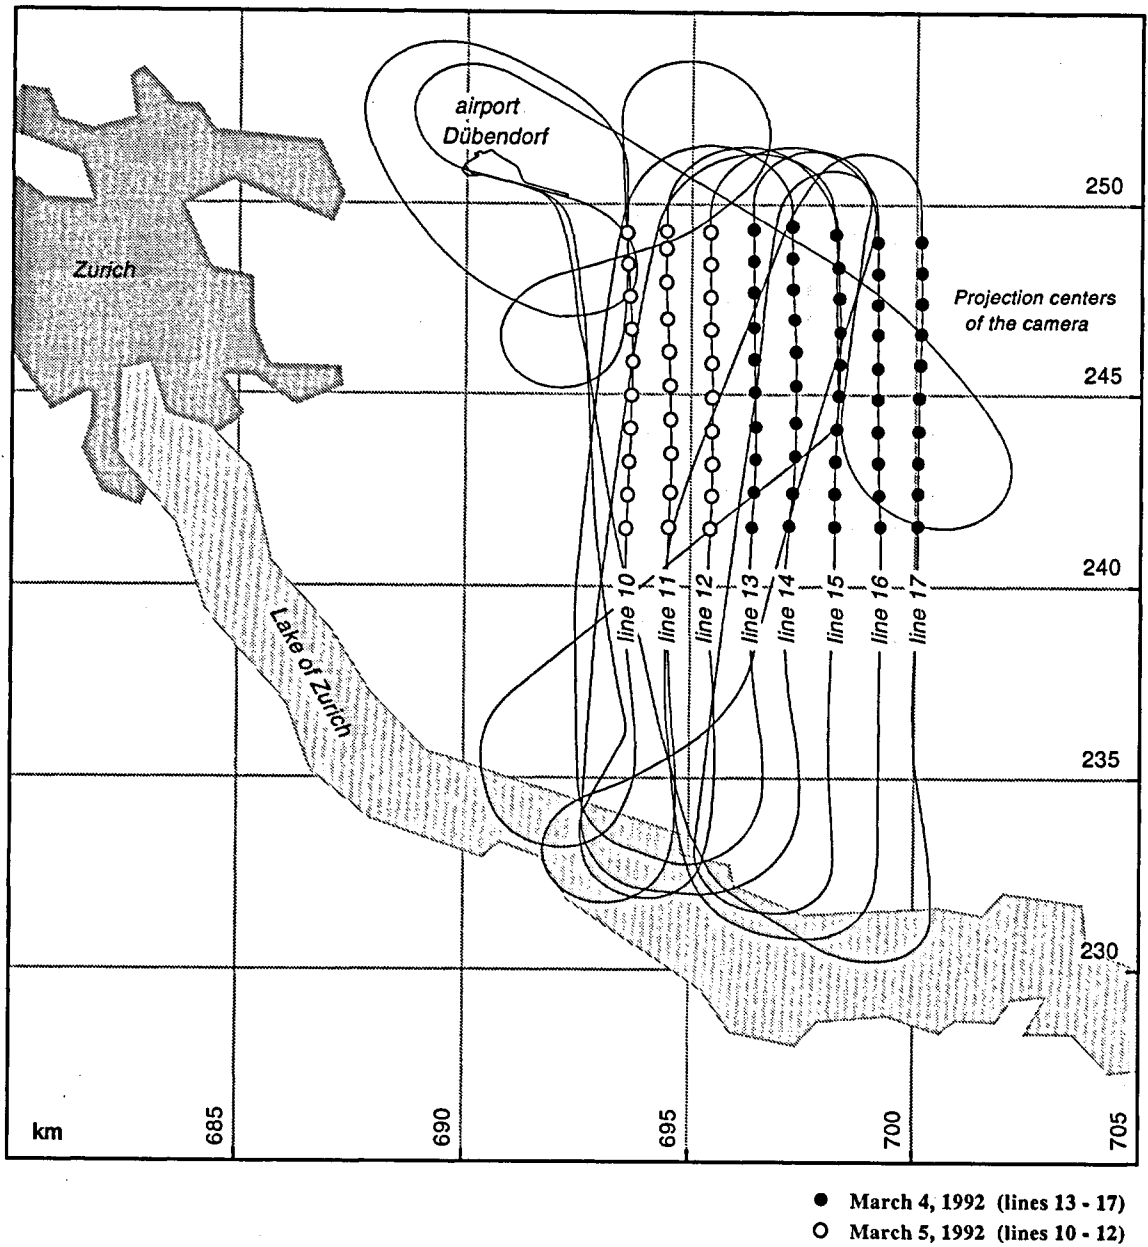 airport
Dübendorf
250
Zurich
Projection centers
of the camera
245
240
line 10
line 11
line 12
line 13
line 14
line 15
line 16
line 17
Lake of Zurich
235
230
km
685
690
695
700
705
● March 4, 1992 (lines 13 - 17)
○ March 5, 1992 (lines 10 - 12)